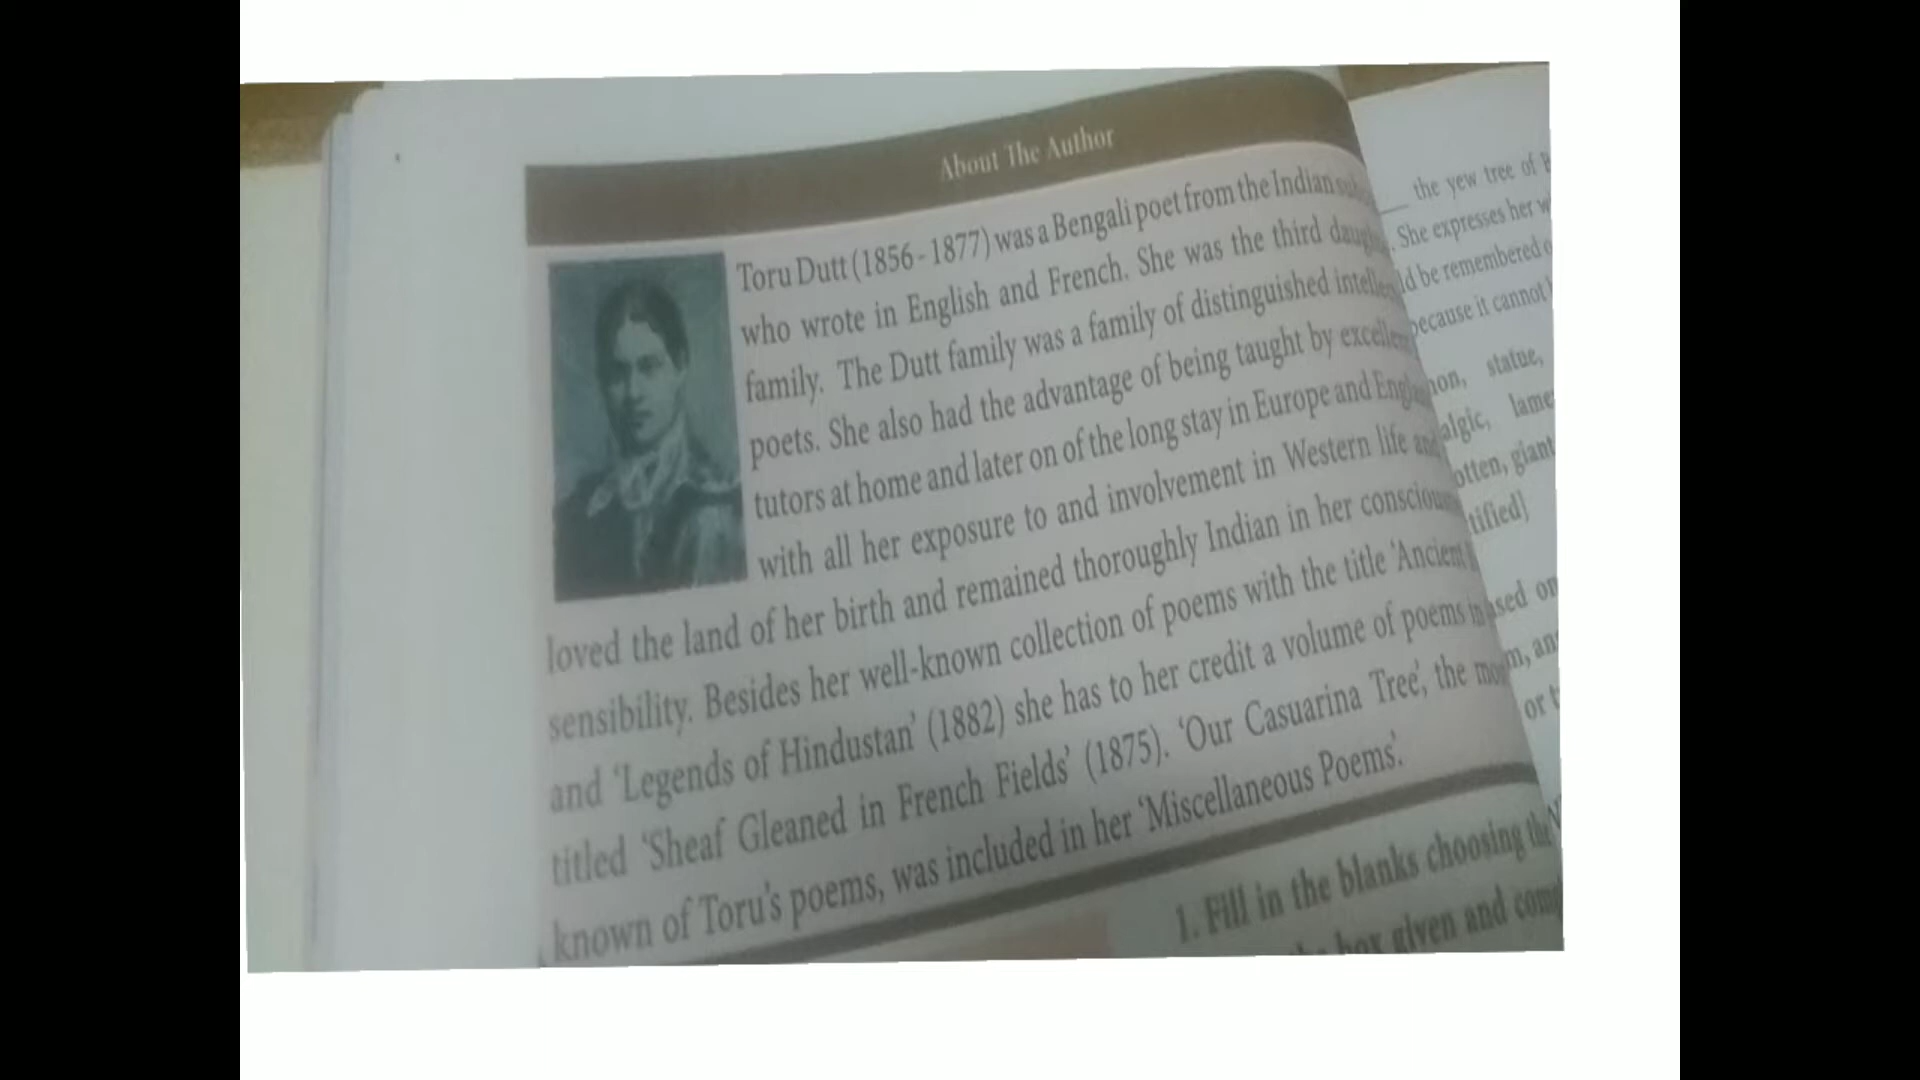 About The Author
Toru Dutt (1856 - 1877) was a Bengali poet from the Indian
who wrote in English and French. She was the third
family. The Dutt family was a family of distinguished
poets. She also had the advantage of being taught by
tutors at home and later on of the long stay in Europe and
with all her exposure to and involvement in Western life
loved the land of her birth and remained thoroughly Indian in her
sensibility. Besides her well-known collection of poems with the title 'Ancient
and 'Legends of Hindustan' (1882) she has to her credit a volume of poems
titled 'Sheaf Gleaned in French Fields' (1875). 'Our Casuarina Tree', the
known of Toru's poems, was included in her 'Miscellaneous Poems'.
1. Fill in the blanks choosing the
box given and
the yew tree of
She expresses her
be remembered
because it cannot
statue,
giant
or